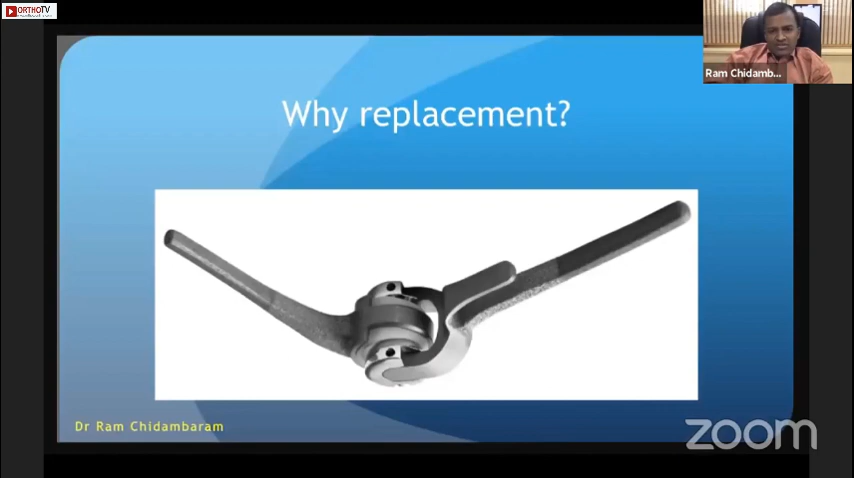 ORTHOTV
Ram Chidamb...
Why replacement?
Dr Ram Chidambaram
zoom